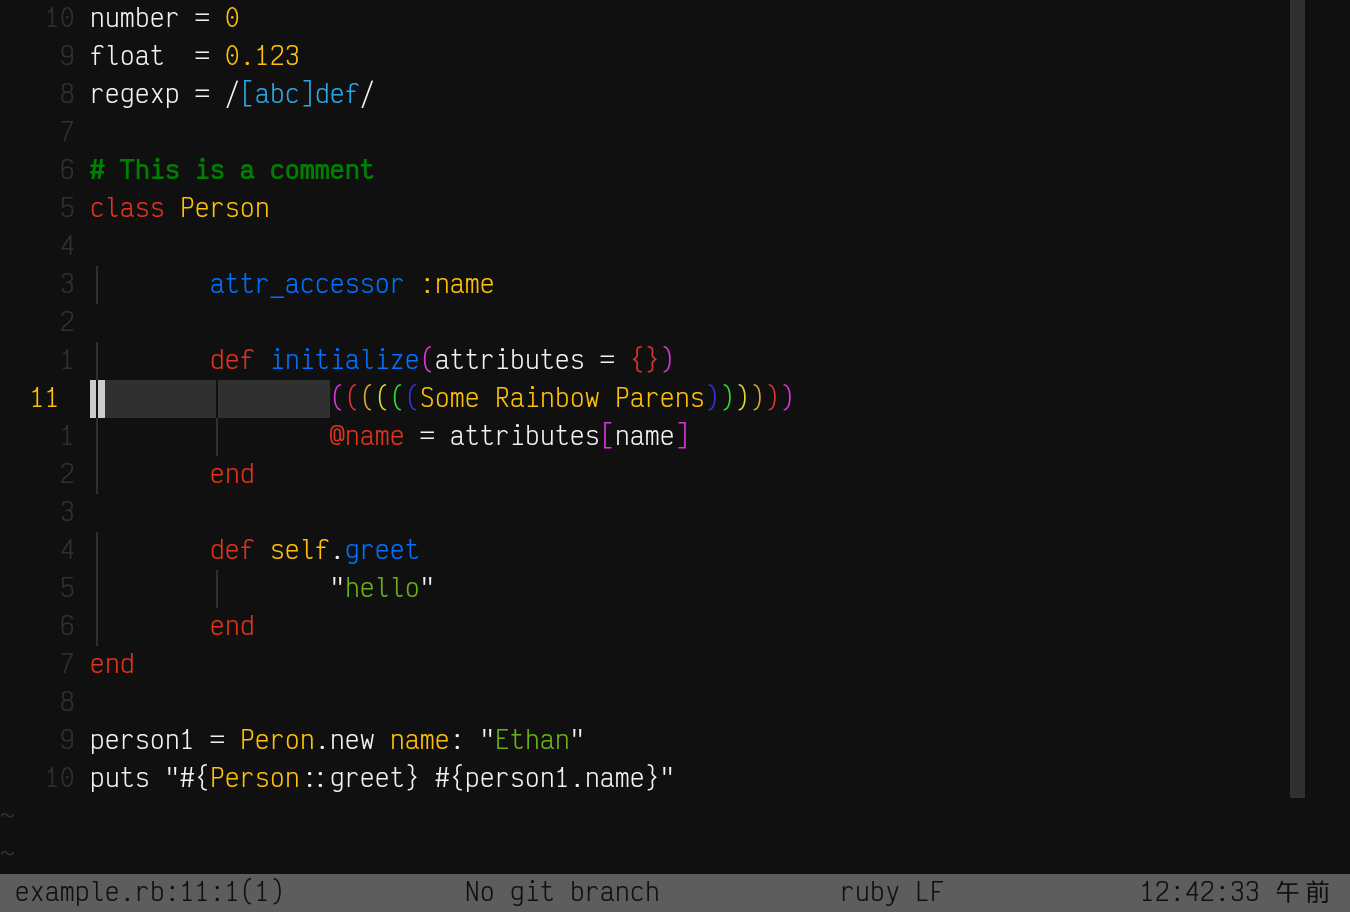 10 number = 0
9 float  = 0.123
8 regexp = /[abc]def/
7
6 # This is a comment
5 class Person
4
3         attr_accessor :name
2
1         def initialize(attributes = {})
11                 ((((((Some Rainbow Parens))))))
1                 @name = attributes[name]
2         end
3
4         def self.greet
5                 "hello"
6         end
7 end
8
9 person1 = Peron.new name: "Ethan"
10 puts "#{Person::greet} #{person1.name}"
~
~
example.rb:11:1(1)            No git branch            ruby LF             12:42:33 午前